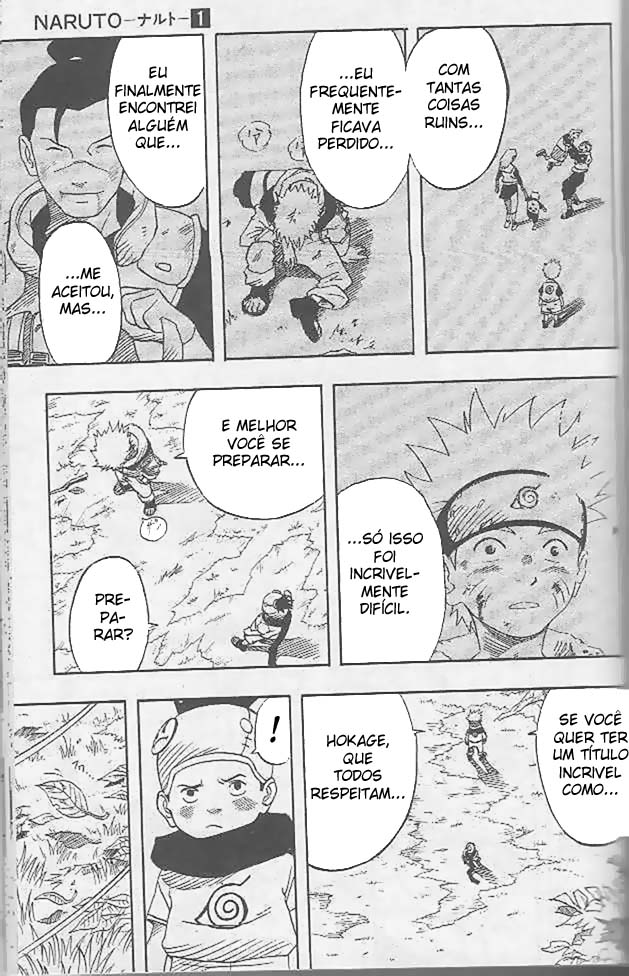 NARUTO—ナルト—1
COM
TANTAS
COISAS
RUINS...
...EU
FREQUENTE-
MENTE
FICAVA
PERDIDO...
EU
FINALMENTE
ENCONTREI
ALGUÉM
QUE...
...ME
ACEITOU,
MAS...
...SÓ ISSO
FOI
INCRIVEL-
MENTE
DIFÍCIL.
E MELHOR
VOCÊ SE
PREPARAR...
PRE-
PA-
RAR?
SE VOCÊ
QUER TER
UM TÍTULO
INCRIVEL
COMO...
HOKAGE,
QUE
TODOS
RESPEITAM...
!